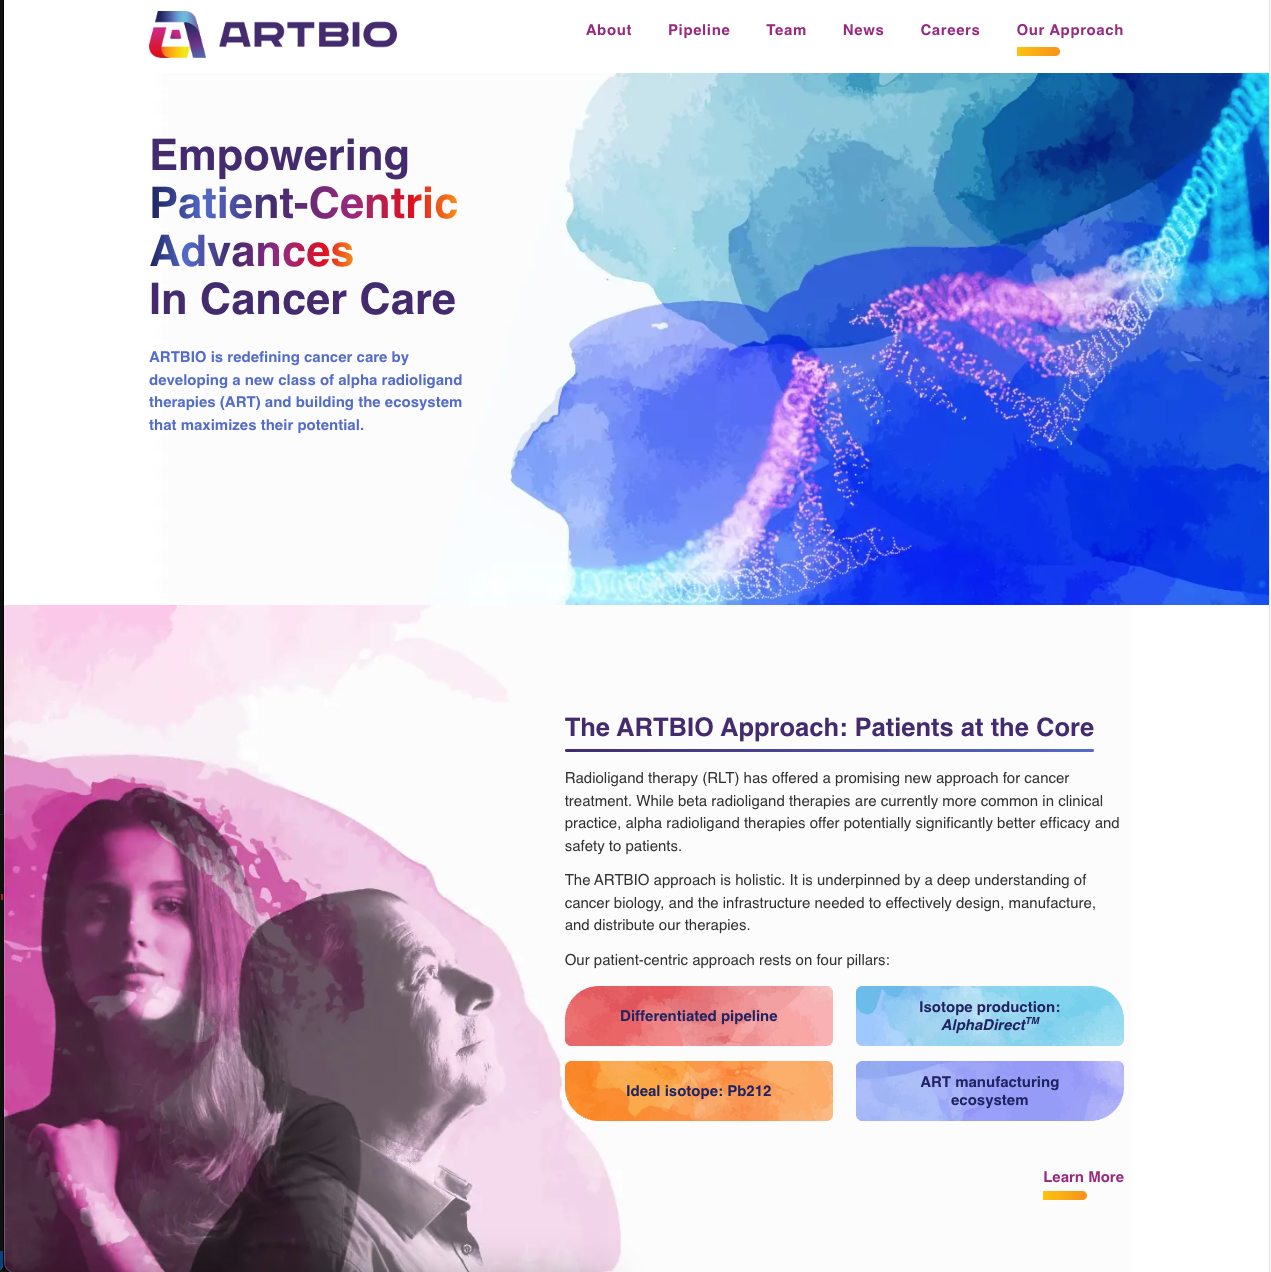 ARTBIO
About
Pipeline
Team
News
Careers
Our Approach
Empowering
Patient-Centric
Advances
In Cancer Care
ARTBIO is redefining cancer care by
developing a new class of alpha radioligand
therapies (ART) and building the ecosystem
that maximizes their potential.
The ARTBIO Approach: Patients at the Core
Radioligand therapy (RLT) has offered a promising new approach for cancer
treatment. While beta radioligand therapies are currently more common in clinical
practice, alpha radioligand therapies offer potentially significantly better efficacy and
safety to patients.
The ARTBIO approach is holistic. It is underpinned by a deep understanding of
cancer biology, and the infrastructure needed to effectively design, manufacture,
and distribute our therapies.
Our patient-centric approach rests on four pillars:
Differentiated pipeline
Isotope production:
AlphaDirect™
Ideal isotope: Pb212
ART manufacturing
ecosystem
Learn More